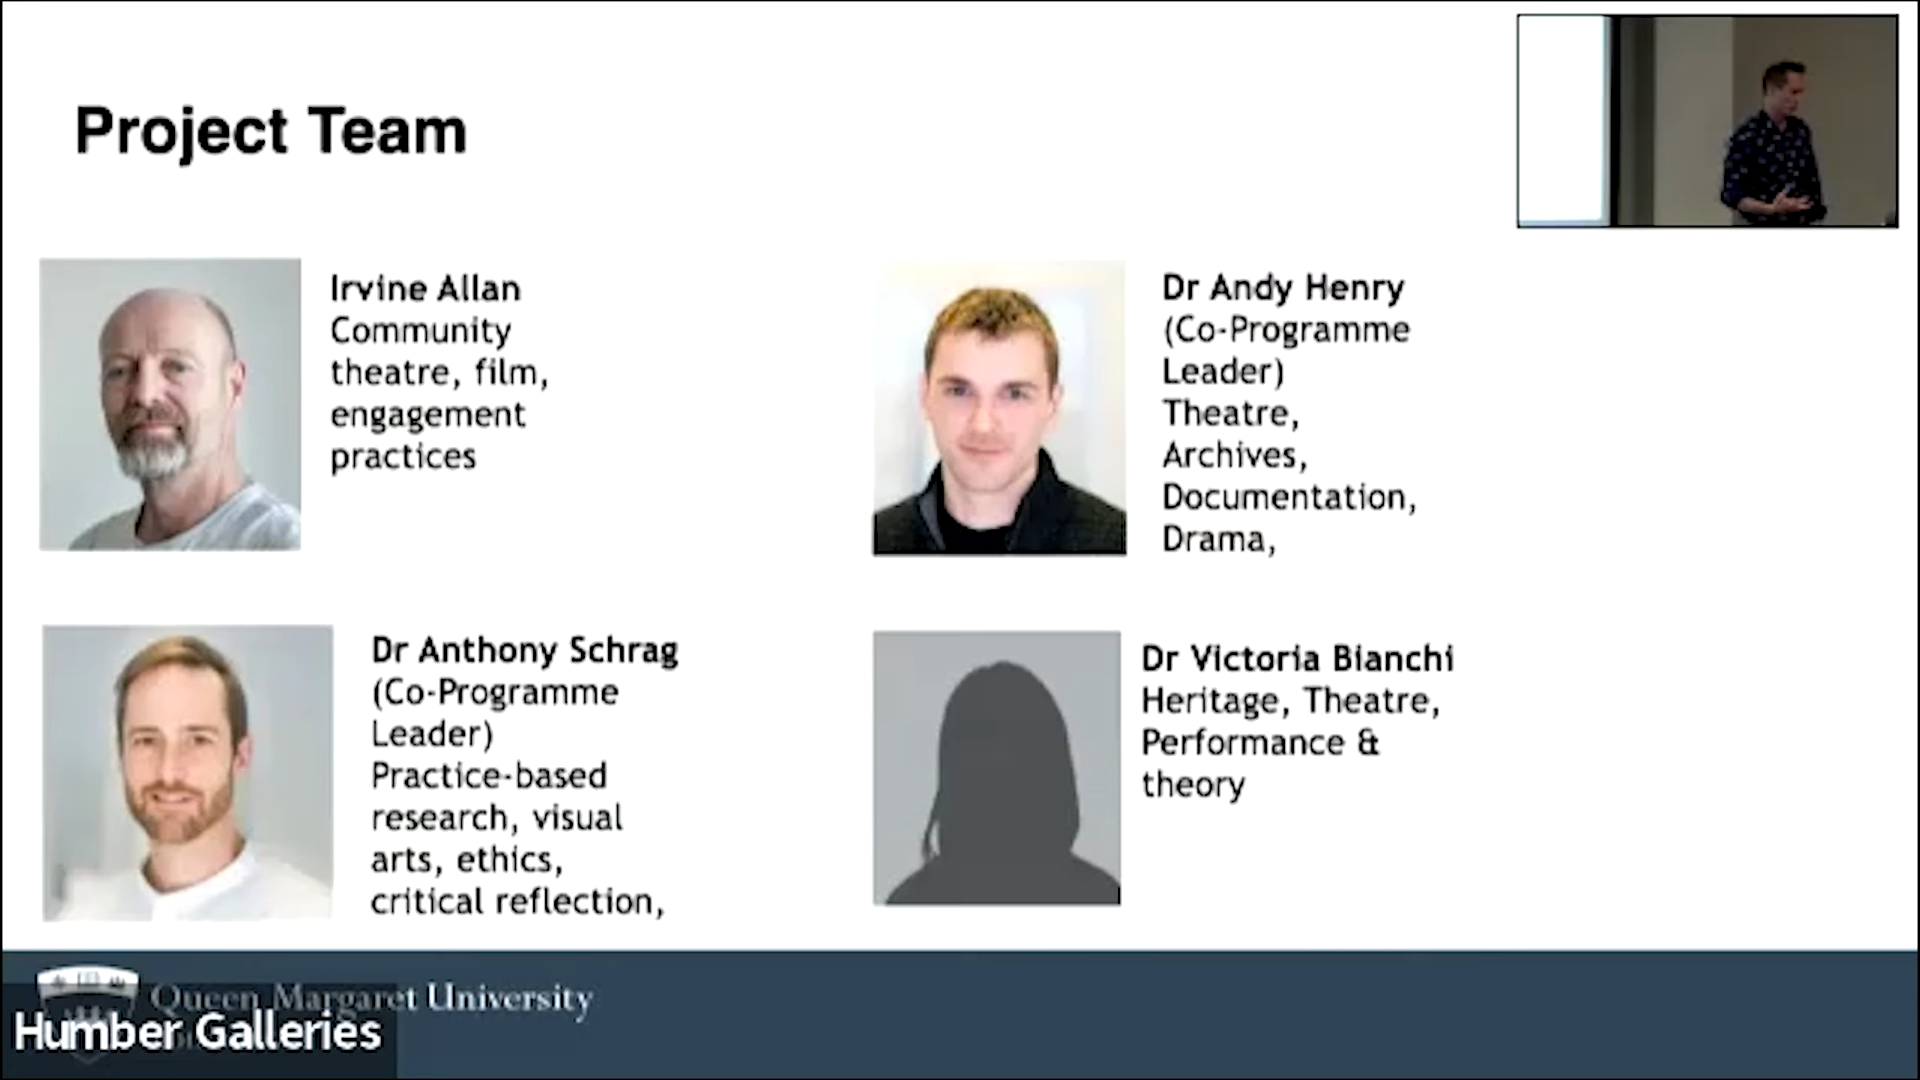 Project Team
Irvine Allan
Community
theatre, film,
engagement
practices
Dr Andy Henry
(Co-Programme
Leader)
Theatre,
Archives,
Documentation,
Drama,
Dr Anthony Schrag
(Co-Programme
Leader)
Practice-based
research, visual
arts, ethics,
critical reflection,
Dr Victoria Bianchi
Heritage, Theatre,
Performance &
theory
Queen Margaret University
Humber Galleries